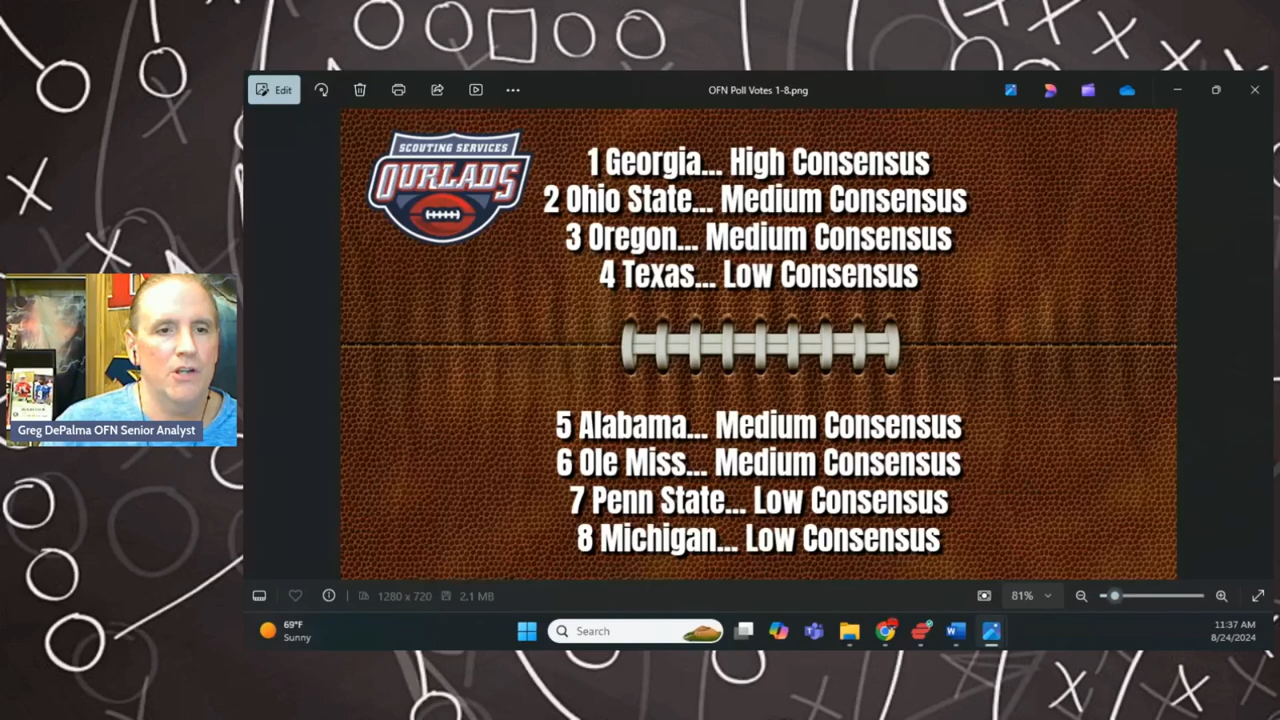 Edit
OFN Poll Votes 1-8.png
SCOUTING SERVICES
OURLADS
1 Georgia... High Consensus
2 Ohio State... Medium Consensus
3 Oregon... Medium Consensus
4 Texas... Low Consensus
5 Alabama... Medium Consensus
6 Ole Miss... Medium Consensus
7 Penn State... Low Consensus
8 Michigan... Low Consensus
Greg DePalma OFN Senior Analyst
1280 x 720
2.1 MB
81%
69°F
Sunny
Search
11:37 AM
8/24/2024